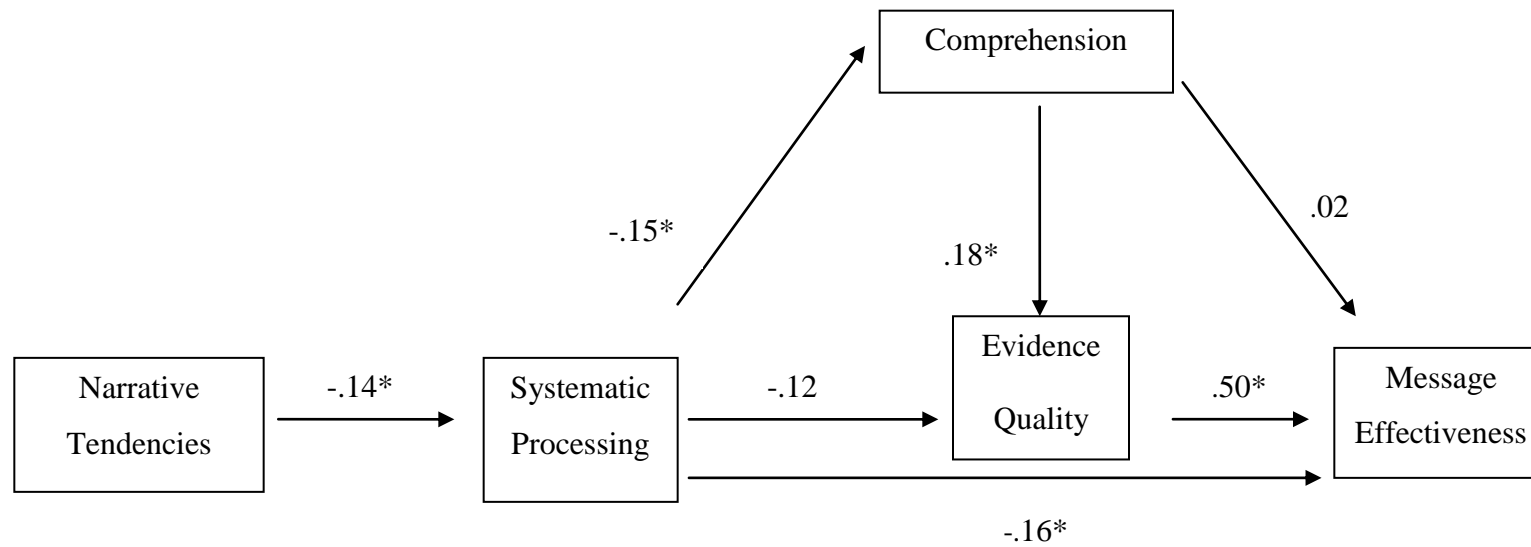 Comprehension
-.15*
.02
.18*
Narrative
Tendencies
-.14*
Systematic
Processing
-.12
Evidence
Quality
.50*
Message
Effectiveness
-.16*